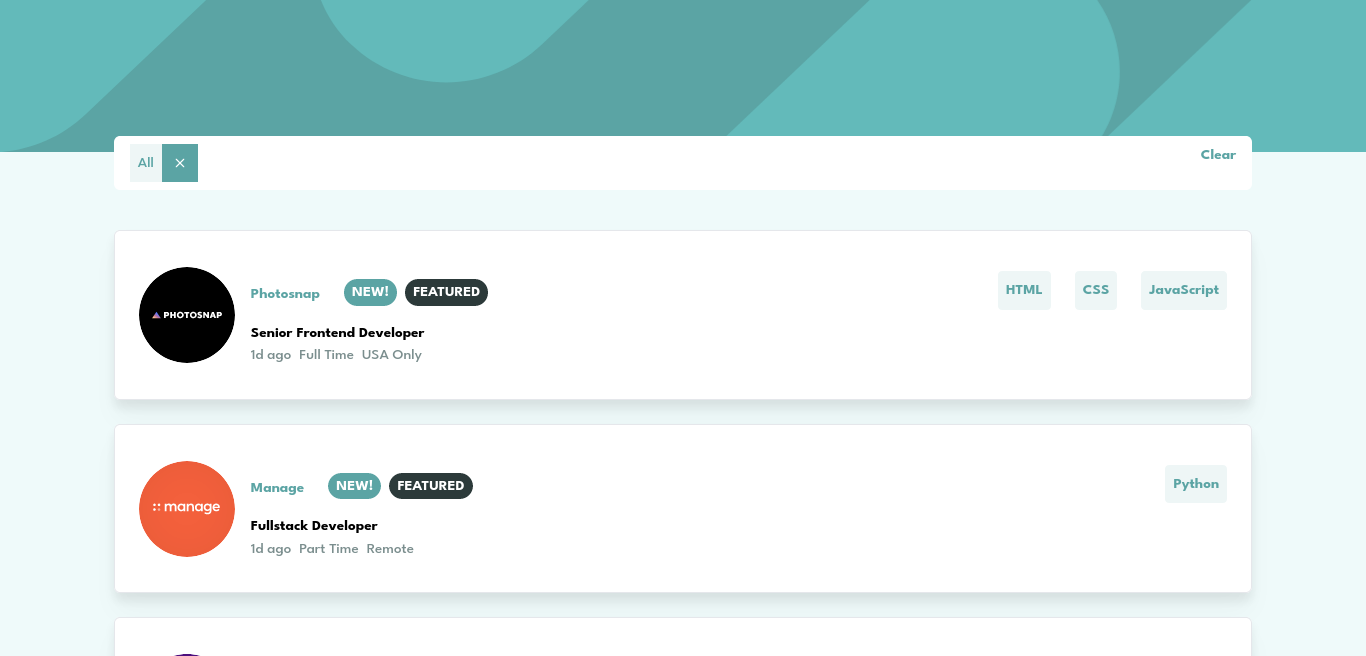 All ×
Clear
PHOTOSNAP
Photosnap NEW! FEATURED
Senior Frontend Developer
1d ago Full Time USA Only
HTML CSS JavaScript
manage
Manage NEW! FEATURED
Fullstack Developer
1d ago Part Time Remote
Python